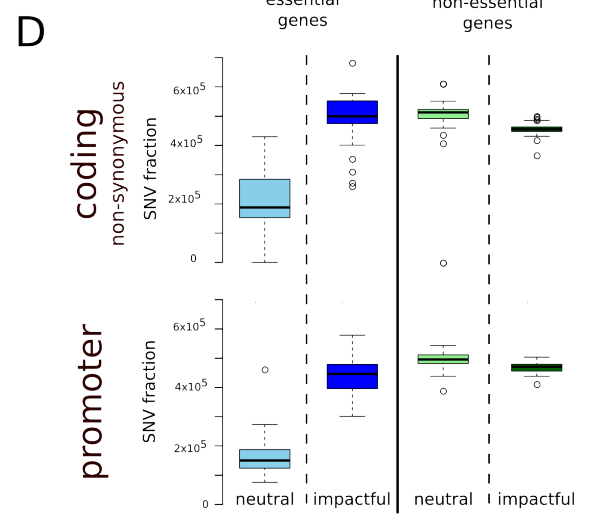 essential
genes
non-essential
genes
D
coding
non-synonymous
SNV fraction
6x10⁵
4x10⁵
2x10⁵
0
promoter
SNV fraction
6x10⁵
4x10⁵
2x10⁵
0
neutral
impactful
neutral
impactful